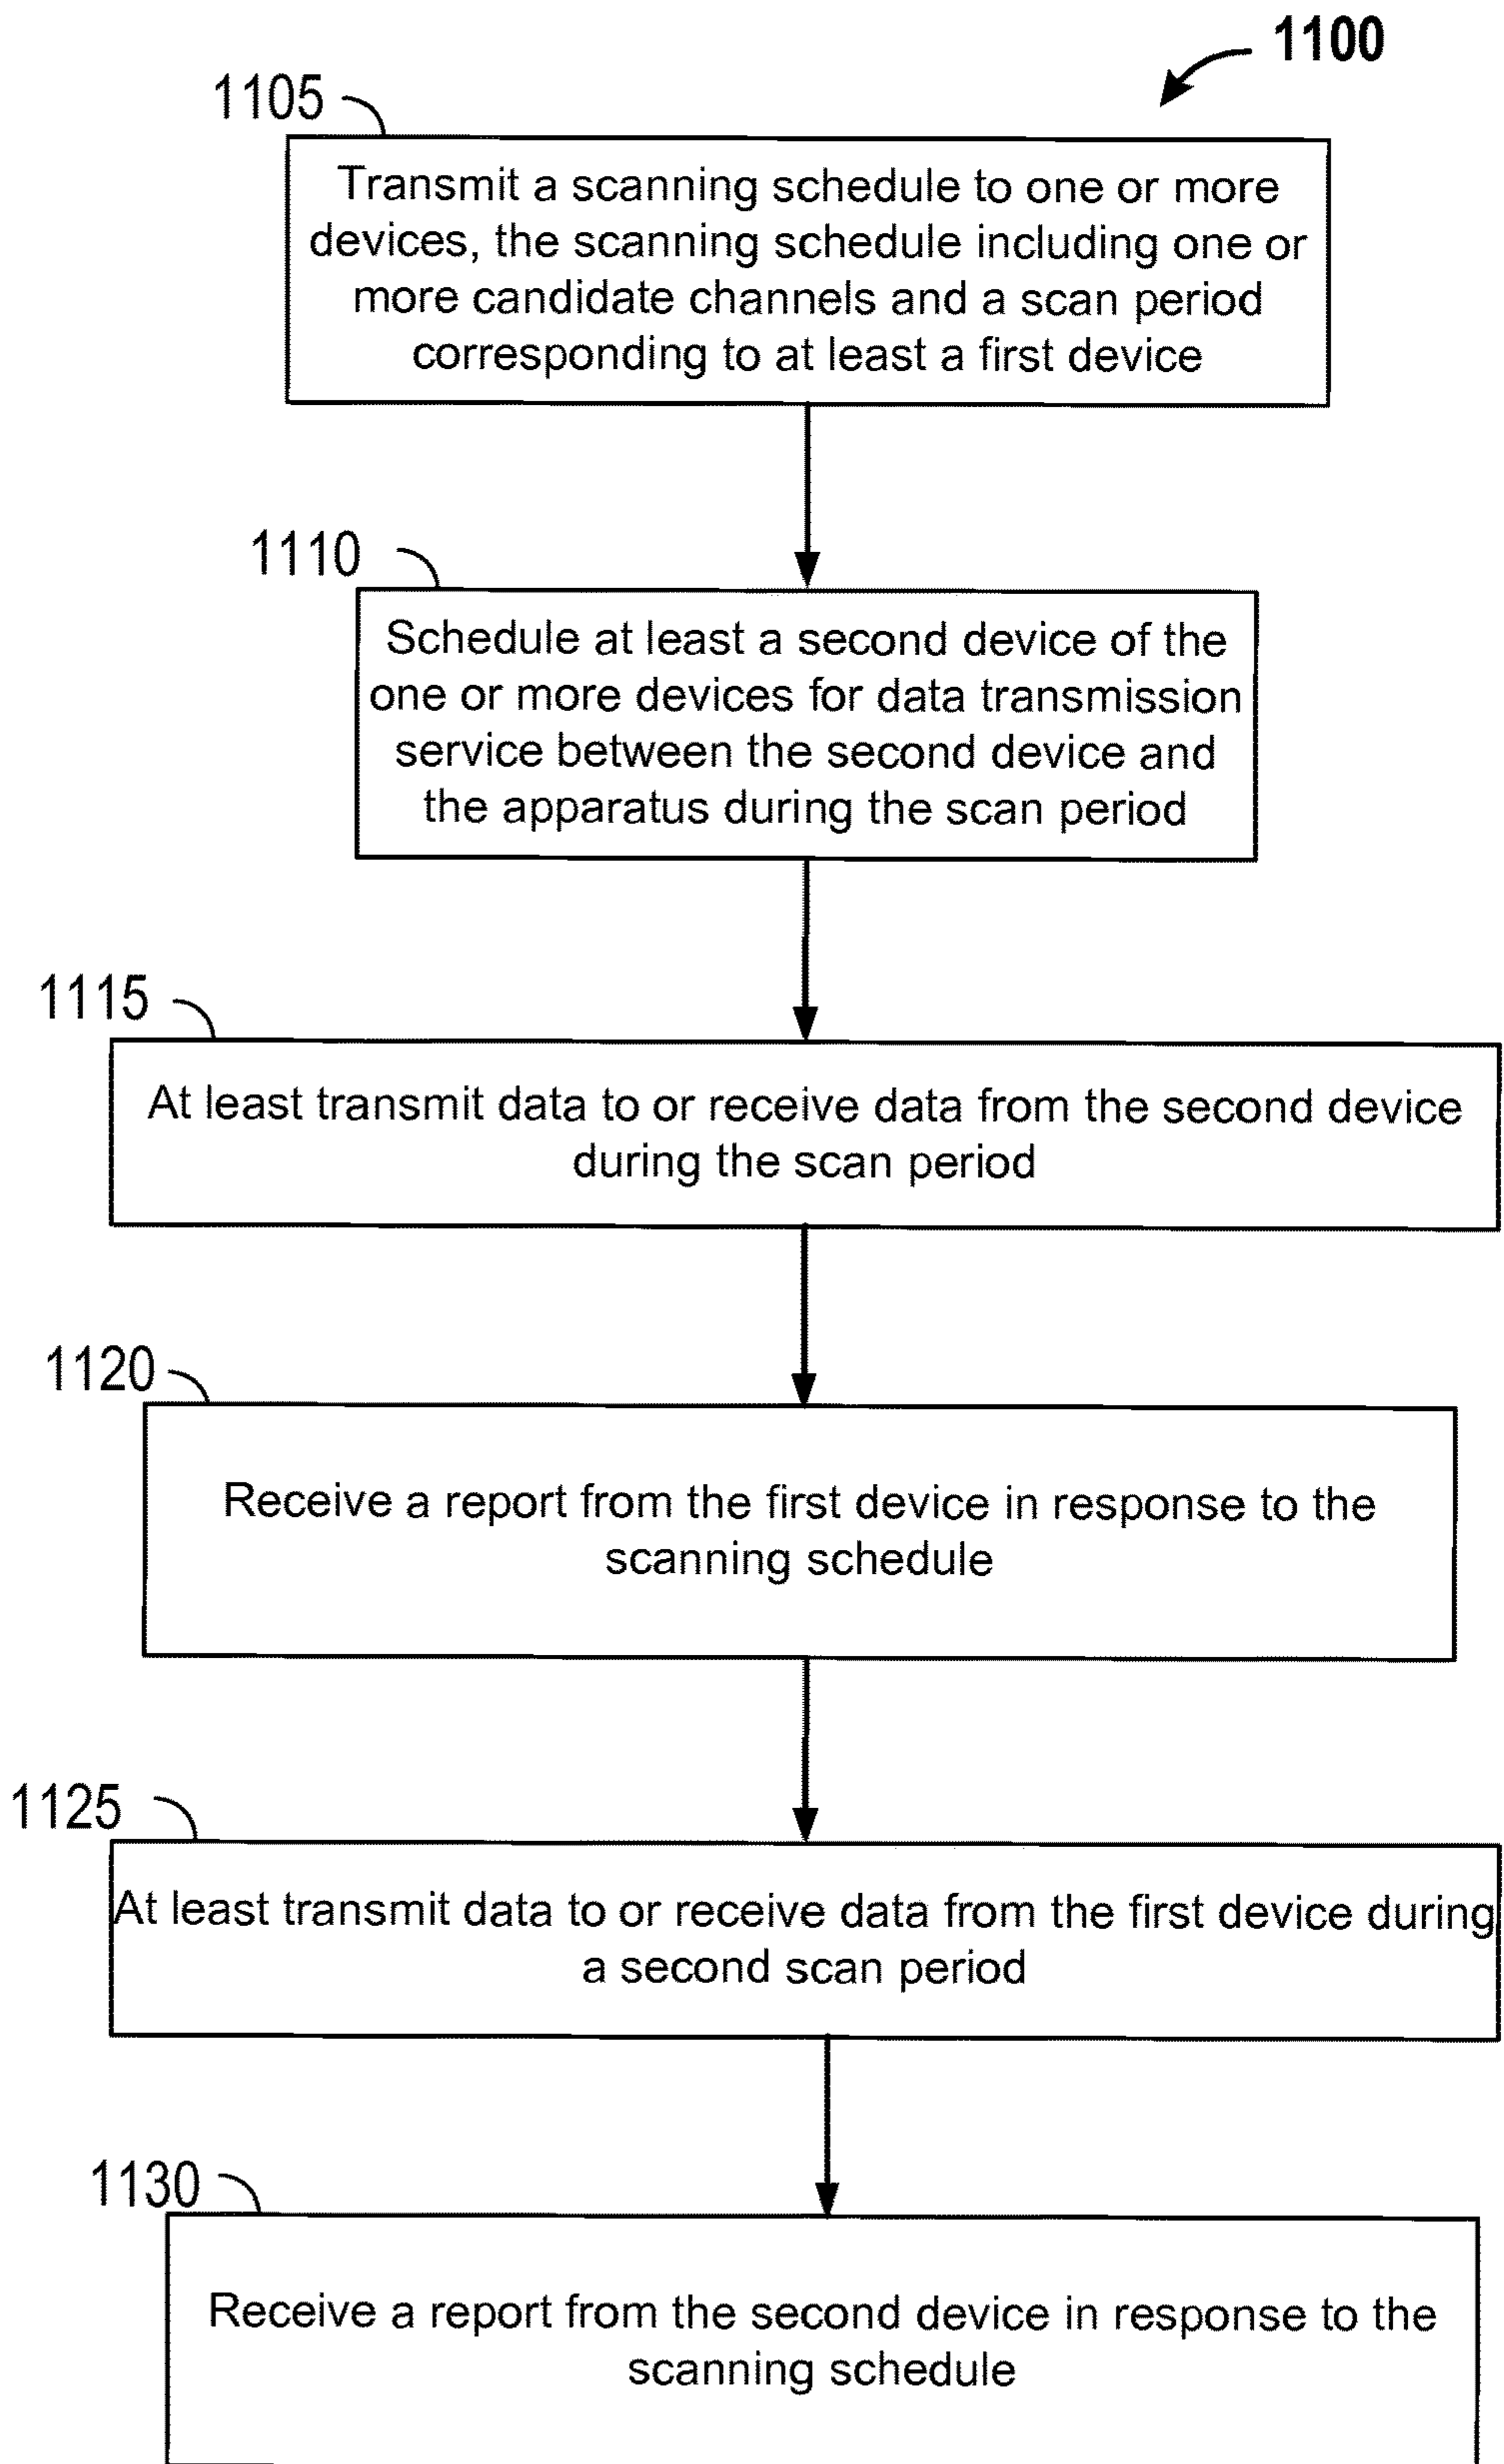 1100
1105
Transmit a scanning schedule to one or more
devices, the scanning schedule including one or
more candidate channels and a scan period
corresponding to at least a first device
1110
Schedule at least a second device of the
one or more devices for data transmission
service between the second device and
the apparatus during the scan period
1115
At least transmit data to or receive data from the second device
during the scan period
1120
Receive a report from the first device in response to the
scanning schedule
1125
At least transmit data to or receive data from the first device during
a second scan period
1130
Receive a report from the second device in response to the
scanning schedule